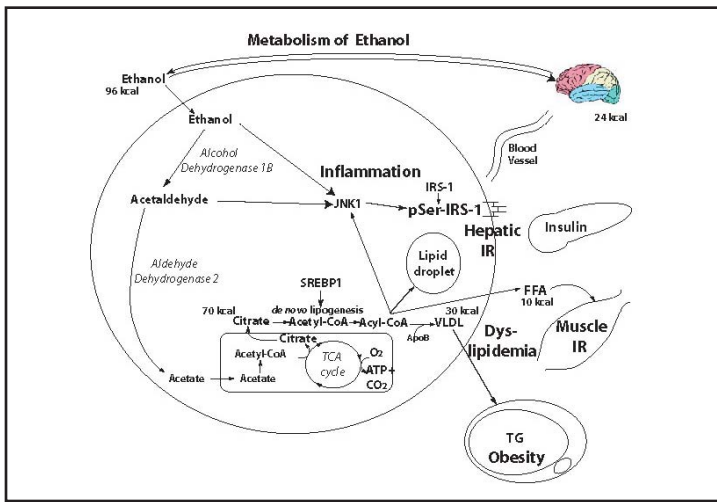 Metabolism of Ethanol
Ethanol
96 kcal
24 kcal
Ethanol
Blood
Vessel
Alcohol
Dehydrogenase 1B
Inflammation
IRS-1
Acetaldehyde
JNK1
pSer-IRS-1
Hepatic
IR
Insulin
Lipid
droplet
Aldehyde
Dehydrogenase 2
SREBP1
FFA
10 kcal
70 kcal
de novo lipogenesis
30 kcal
Citrate
Acetyl-CoA
Acyl-CoA
VLDL
ApoB
Dys-
lipidemia
Muscle
IR
Citrate
Acetyl-CoA
TCA
cycle
O2
ATP+
CO2
Acetate
Acetate
TG
Obesity